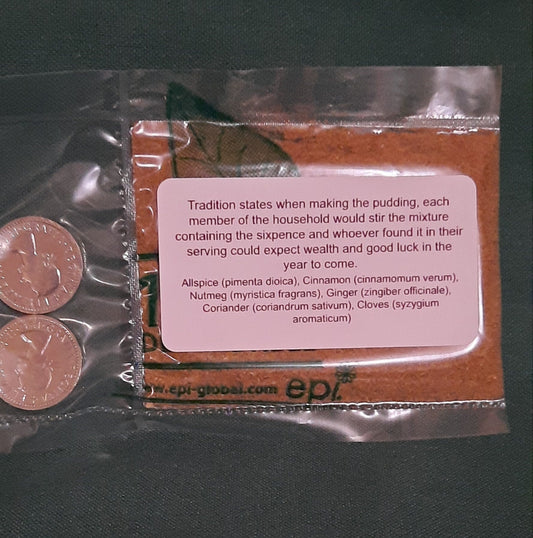 Tradition states when making the pudding, each
member of the household would stir the mixture
containing the sixpence and whoever found it in their
serving could expect wealth and good luck in the
year to come.
Allspice (pimenta dioica), Cinnamon (cinnamomum verum),
Nutmeg (myristica fragrans), Ginger (zingiber officinale),
Coriander (coriandrum sativum), Cloves (syzygium
aromaticum)
www.epi-global.com epi